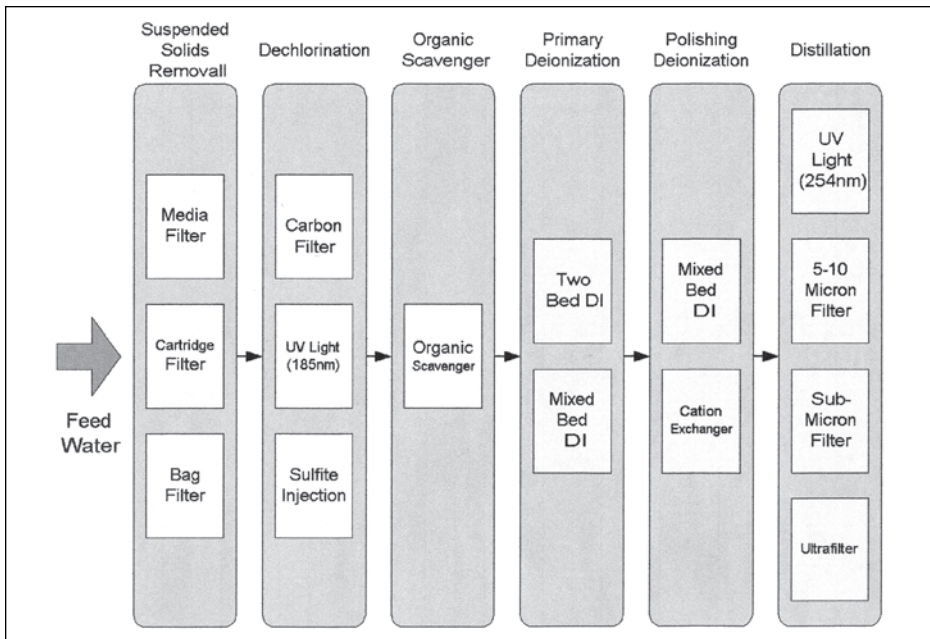 Suspended
Solids
Removall
Dechlorination
Organic
Scavenger
Primary
Deionization
Polishing
Deionization
Distillation
Feed
Water
Media
Filter
Cartridge
Filter
Bag
Filter
Carbon
Filter
UV Light
(185nm)
Sulfite
Injection
Organic
Scavenger
Two
Bed DI
Mixed
Bed
DI
Mixed
Bed
DI
Cation
Exchanger
UV
Light
(254nm)
5-10
Micron
Filter
Sub-
Micron
Filter
Ultrafilter